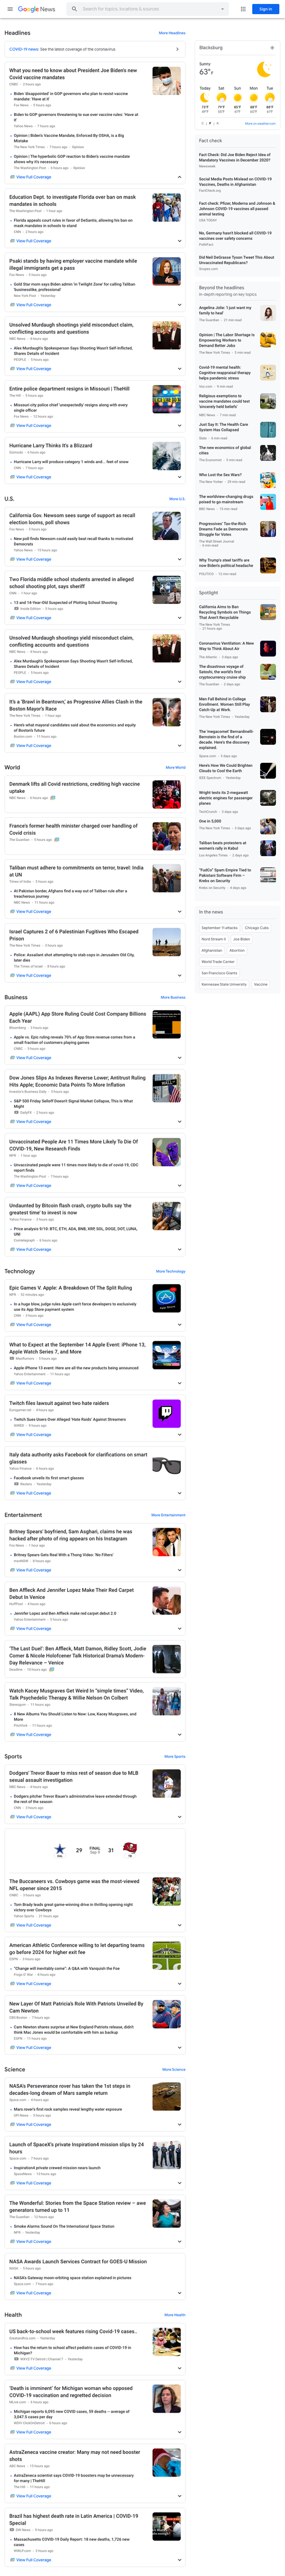 Google News
Search for topics, locations & sources
Sign in
Headlines
More Headlines
COVID-19 news: See the latest coverage of the coronavirus
What you need to know about President Joe Biden's new
Covid vaccine mandates
Biden 'disappointed' in GOP governors who plan to resist vaccine
mandate: 'Have at it'
Biden to GOP governors threatening to sue over vaccine rules: 'Have at
it'
Opinion | Biden's Vaccine Mandate, Enforced By OSHA, Is a Big
Mistake
Opinion | The hyperbolic GOP reaction to Biden's vaccine mandate
shows why it's necessary
View Full Coverage
Education Dept. to investigate Florida over ban on mask
mandates in schools
Florida appeals court rules in favor of DeSantis, allowing his ban on
mask mandates in schools to stand
View Full Coverage
Psaki stands by having employer vaccine mandate while
illegal immigrants get a pass
Gold Star mom says Biden admin 'in Twilight Zone' for calling Taliban
'businesslike, professional'
View Full Coverage
Unsolved Murdaugh shootings yield misconduct claim,
conflicting accounts and questions
Alex Murdaugh's Spokesperson Says Shooting Wasn't Self-Inflicted,
Shares Details of Incident
View Full Coverage
Entire police department resigns in Missouri | TheHill
Missouri city police chief 'unexpectedly' resigns along with every
single officer
View Full Coverage
Hurricane Larry Thinks It's a Blizzard
Hurricane Larry will produce category 1 winds and... feet of snow
View Full Coverage
U.S.
More U.S.
California Gov. Newsom sees surge of support as recall
election looms, poll shows
New poll finds Newsom could easily beat recall thanks to motivated
Democrats
View Full Coverage
Two Florida middle school students arrested in alleged
school shooting plot, says sheriff
13 and 14-Year-Old Suspected of Plotting School Shooting
View Full Coverage
Unsolved Murdaugh shootings yield misconduct claim,
conflicting accounts and questions
Alex Murdaugh's Spokesperson Says Shooting Wasn't Self-Inflicted,
Shares Details of Incident
View Full Coverage
It's a 'Brawl in Beantown,' as Progressive Allies Clash in the
Boston Mayor's Race
Here's what mayoral candidates said about the economics and equity
of Boston's future
View Full Coverage
World
More World
Denmark lifts all Covid restrictions, crediting high vaccine
uptake
France's former health minister charged over handling of
Covid crisis
Taliban must adhere to commitments on terror, travel: India
at UN
At Pakistan border, Afghans find a way out of Taliban rule after a
treacherous journey
View Full Coverage
Israel Captures 2 of 6 Palestinian Fugitives Who Escaped
Prison
Police: Assailant shot attempting to stab cops in Jerusalem Old City,
later dies
View Full Coverage
Business
More Business
Apple (AAPL) App Store Ruling Could Cost Company Billions
Each Year
Apple vs. Epic ruling reveals 70% of App Store revenue comes from a
small fraction of customers playing games
View Full Coverage
Dow Jones Slips As Indexes Reverse Lower; Antitrust Ruling
Hits Apple; Economic Data Points To More Inflation
S&P 500 Friday Selloff Doesn't Signal Market Collapse, This Is What
Might
View Full Coverage
Unvaccinated People Are 11 Times More Likely To Die Of
COVID-19, New Research Finds
Unvaccinated people were 11 times more likely to die of covid-19, CDC
report finds
View Full Coverage
Undaunted by Bitcoin flash crash, crypto bulls say 'the
greatest time' to invest is now
Price analysis 9/10: BTC, ETH, ADA, BNB, XRP, SOL, DOGE, DOT, LUNA,
UNI
View Full Coverage
Technology
More Technology
Epic Games V. Apple: A Breakdown Of The Split Ruling
In a huge blow, judge rules Apple can't force developers to exclusively
use its App Store payment system
View Full Coverage
What to Expect at the September 14 Apple Event: iPhone 13,
Apple Watch Series 7, and More
Apple iPhone 13 event: Here are all the new products being announced
View Full Coverage
Twitch files lawsuit against two hate raiders
Twitch Sues Users Over Alleged 'Hate Raids' Against Streamers
View Full Coverage
Italy data authority asks Facebook for clarifications on smart
glasses
Facebook unveils its first smart glasses
View Full Coverage
Entertainment
More Entertainment
Britney Spears' boyfriend, Sam Asghari, claims he was
hacked after photo of ring appears on his Instagram
Britney Spears Gets Real With a Thong Video: 'No Filters'
View Full Coverage
Ben Affleck And Jennifer Lopez Make Their Red Carpet
Debut In Venice
Jennifer Lopez and Ben Affleck make red carpet debut 2.0
View Full Coverage
'The Last Duel': Ben Affleck, Matt Damon, Ridley Scott, Jodie
Comer & Nicole Holofcener Talk Historical Drama's Modern-
Day Relevance – Venice
Watch Kacey Musgraves Get Weird In "simple times" Video,
Talk Psychedelic Therapy & Willie Nelson On Colbert
8 New Albums You Should Listen to Now: Low, Kacey Musgraves, and
More
View Full Coverage
Sports
More Sports
Dodgers' Trevor Bauer to miss rest of season due to MLB
sexual assault investigation
Dodgers pitcher Trevor Bauer's administrative leave extended through
the rest of the season
View Full Coverage
29
FINAL
31
The Buccaneers vs. Cowboys game was the most-viewed
NFL opener since 2015
Tom Brady leads great game-winning drive in thrilling opening night
victory over Cowboys
View Full Coverage
American Athletic Conference willing to let departing teams
go before 2024 for higher exit fee
"Change will inevitably come": A Q&A with Vanquish the Foe
View Full Coverage
New Layer Of Matt Patricia's Role With Patriots Unveiled By
Cam Newton
Cam Newton shares surprise at New England Patriots release, didn't
think Mac Jones would be comfortable with him as backup
View Full Coverage
Science
More Science
NASA's Perseverance rover has taken the 1st steps in
decades-long dream of Mars sample return
Mars rover's first rock samples reveal lengthy water exposure
View Full Coverage
Launch of SpaceX's private Inspiration4 mission slips by 24
hours
Inspiration4 private crewed mission nears launch
View Full Coverage
The Wonderful: Stories from the Space Station review – awe
generators turned up to 11
Smoke Alarms Sound On The International Space Station
View Full Coverage
NASA Awards Launch Services Contract for GOES-U Mission
NASA's Gateway moon-orbiting space station explained in pictures
View Full Coverage
Health
More Health
US back-to-school week features rising Covid-19 cases..
How has the return to school affect pediatric cases of COVID-19 in
Michigan?
View Full Coverage
'Death is imminent' for Michigan woman who opposed
COVID-19 vaccination and regretted decision
Michigan reports 6,095 new COVID cases, 39 deaths – average of
3,047.5 cases per day
View Full Coverage
AstraZeneca vaccine creator: Many may not need booster
shots
AstraZeneca scientist says COVID-19 boosters may be unnecessary
for many | TheHill
View Full Coverage
Brazil has highest death rate in Latin America | COVID-19
Special
Massachusetts COVID-19 Daily Report: 18 new deaths, 1,726 new
cases
View Full Coverage
Blacksburg
Sunny
63°F
Today
Sat
Sun
Mon
Tue
More on weather.com
Fact check
Fact Check: Did Joe Biden Reject Idea of
Mandatory Vaccines in December 2020?
Social Media Posts Mislead on COVID-19
Vaccines, Deaths in Afghanistan
Fact check: Pfizer, Moderna and Johnson &
Johnson COVID-19 vaccines all passed
animal testing
No, Germany hasn't blocked all COVID-19
vaccines over safety concerns
Did Neil DeGrasse Tyson Tweet This About
Unvaccinated Republicans?
Beyond the headlines
In-depth reporting on key topics
Angelina Jolie: 'I just want my
family to heal'
Opinion | The Labor Shortage Is
Empowering Workers to
Demand Better Jobs
COVID-19 mental health:
Cognitive reappraisal therapy
helps pandemic stress
Religious exemptions to
vaccine mandates could test
'sincerely held beliefs'
Just Say It: The Health Care
System Has Collapsed
The new economics of global
cities
Who Lost the Sex Wars?
The worldview-changing drugs
poised to go mainstream
Progressives' Tax-the-Rich
Dreams Fade as Democrats
Struggle for Votes
Why Trump's steel tariffs are
now Biden's political headache
Spotlight
California Aims to Ban
Recycling Symbols on Things
That Aren't Recyclable
Coronavirus Ventilation: A New
Way to Think About Air
The disastrous voyage of
Satoshi, the world's first
cryptocurrency cruise ship
Men Fall Behind in College
Enrollment. Women Still Play
Catch-Up at Work.
The 'megacomet' Bernardinelli-
Bernstein is the find of a
decade. Here's the discovery
explained.
Here's How We Could Brighten
Clouds to Cool the Earth
Wright tests its 2-megawatt
electric engines for passenger
planes
One in 5,000
Taliban beats protesters at
women's rally in Kabul
"FudCo" Spam Empire Tied to
Pakistani Software Firm –
Krebs on Security
In the news
September 11 attacks
Chicago Cubs
Nord Stream II
Joe Biden
Afghanistan
Abortion
World Trade Center
San Francisco Giants
Kennesaw State University
Vaccine